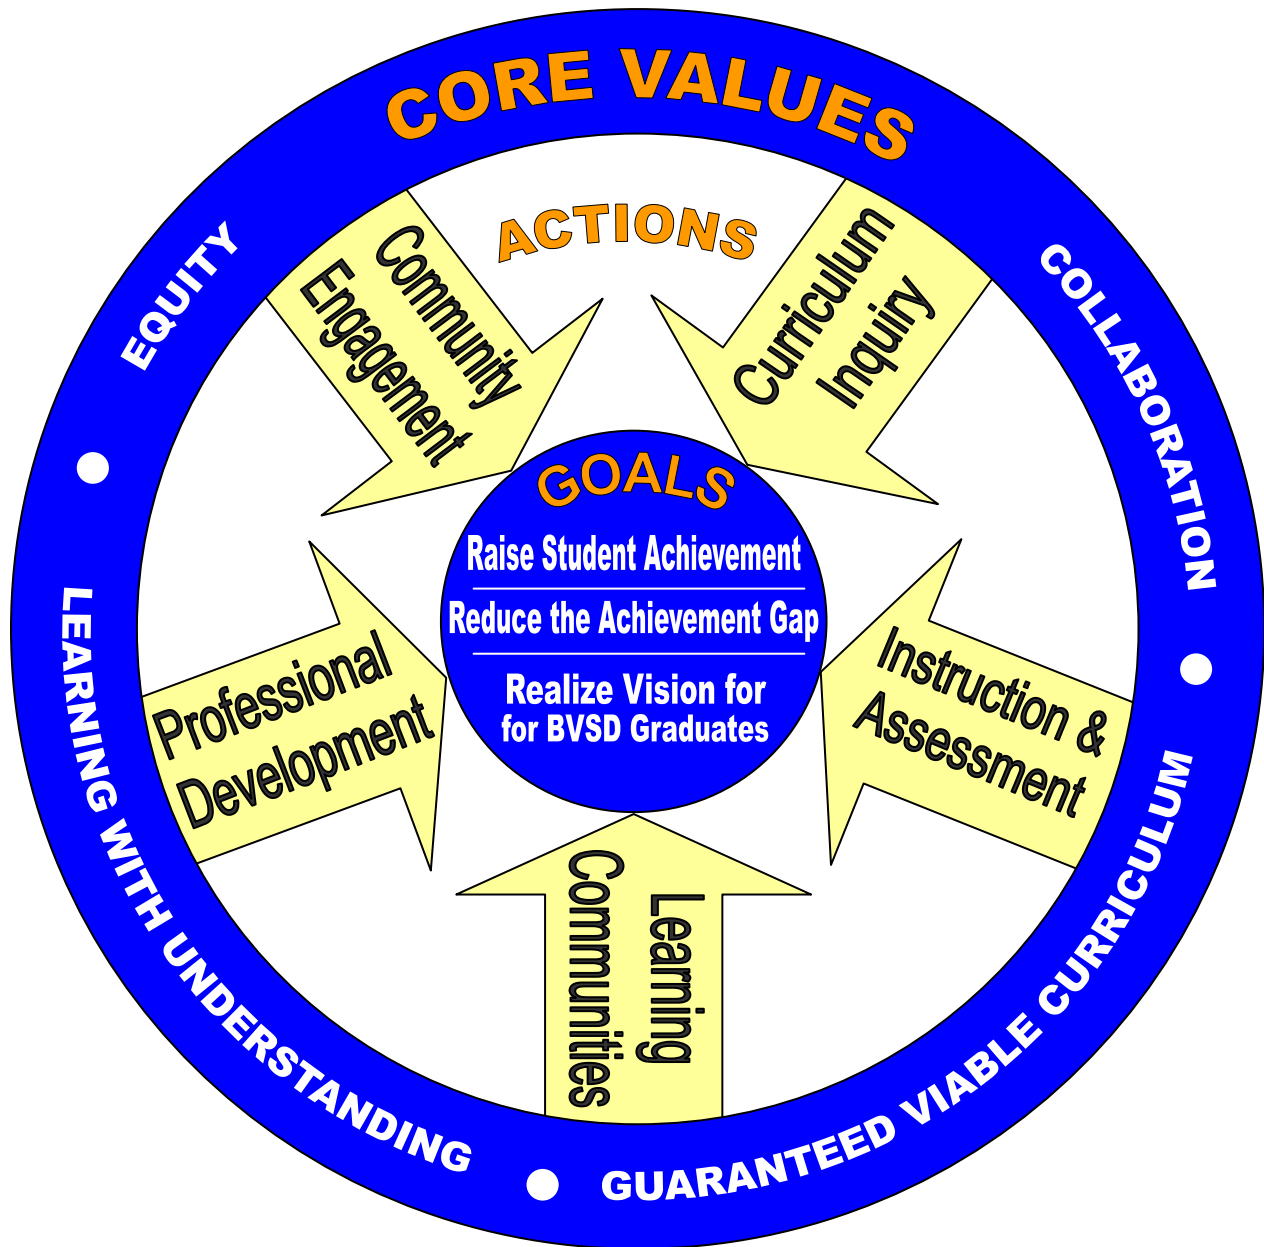 CORE VALUES
EQUITY
COLLABORATION
GUARANTEED VIABLE CURRICULUM
LEARNING WITH UNDERSTANDING
ACTIONS
Community
Engagement
Curriculum
Inquiry
Instruction &
Assessment
Learning
Communities
Professional
Development
GOALS
Raise Student Achievement
Reduce the Achievement Gap
Realize Vision for
for BVSD Graduates